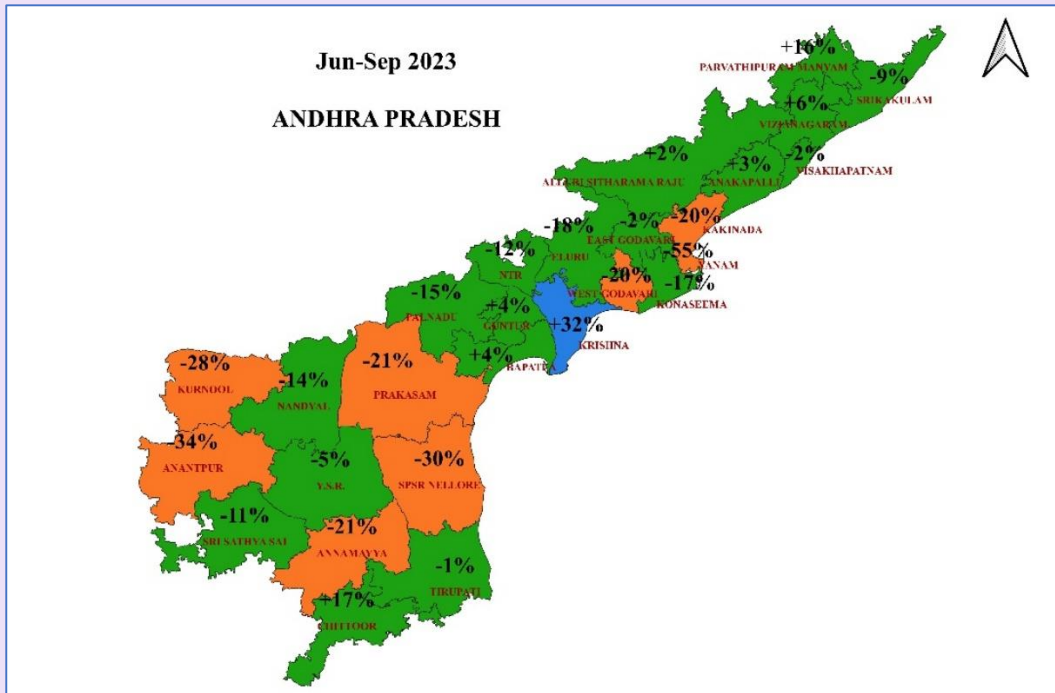 Jun-Sep 2023
ANDHRA PRADESH
+16%
PARVATHIPURAM MANYAM
-9%
SRIKAKULAM
+6%
VIZIANAGARAM
-2%
VISAKHAPATNAM
+2%
ALLURI SITHARAMA RAJU
+3%
ANAKAPALLI
-20%
KAKINADA
-2%
EAST GODAVARI
-18%
ELURU
-55%
YANAM
-12%
NTR
-20%
WEST GODAVARI
-17%
KONASEEMA
-15%
PALNADU
+4%
GUNTUR
+32%
KRISHNA
+4%
BAPATLA
-28%
KURNOOL
-14%
NANDYAL
-21%
PRAKASAM
-34%
ANANTPUR
-5%
Y.S.R.
-30%
SPSR NELLORE
-11%
SRI SATHYA SAI
-21%
ANNAMAYYA
-1%
TIRUPATI
+17%
CHITTOOR